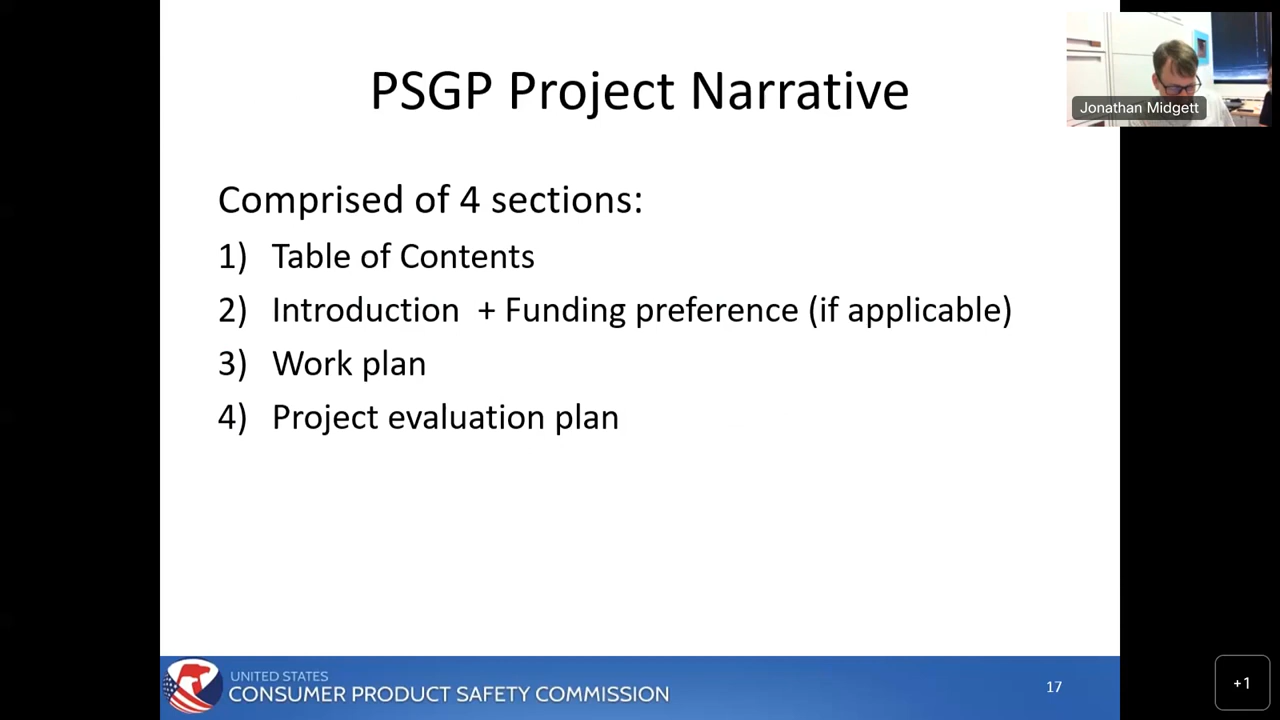 PSGP Project Narrative
Jonathan Midgett
Comprised of 4 sections:
1) Table of Contents
2) Introduction + Funding preference (if applicable)
3) Work plan
4) Project evaluation plan
UNITED STATES
CONSUMER PRODUCT SAFETY COMMISSION
17
+1